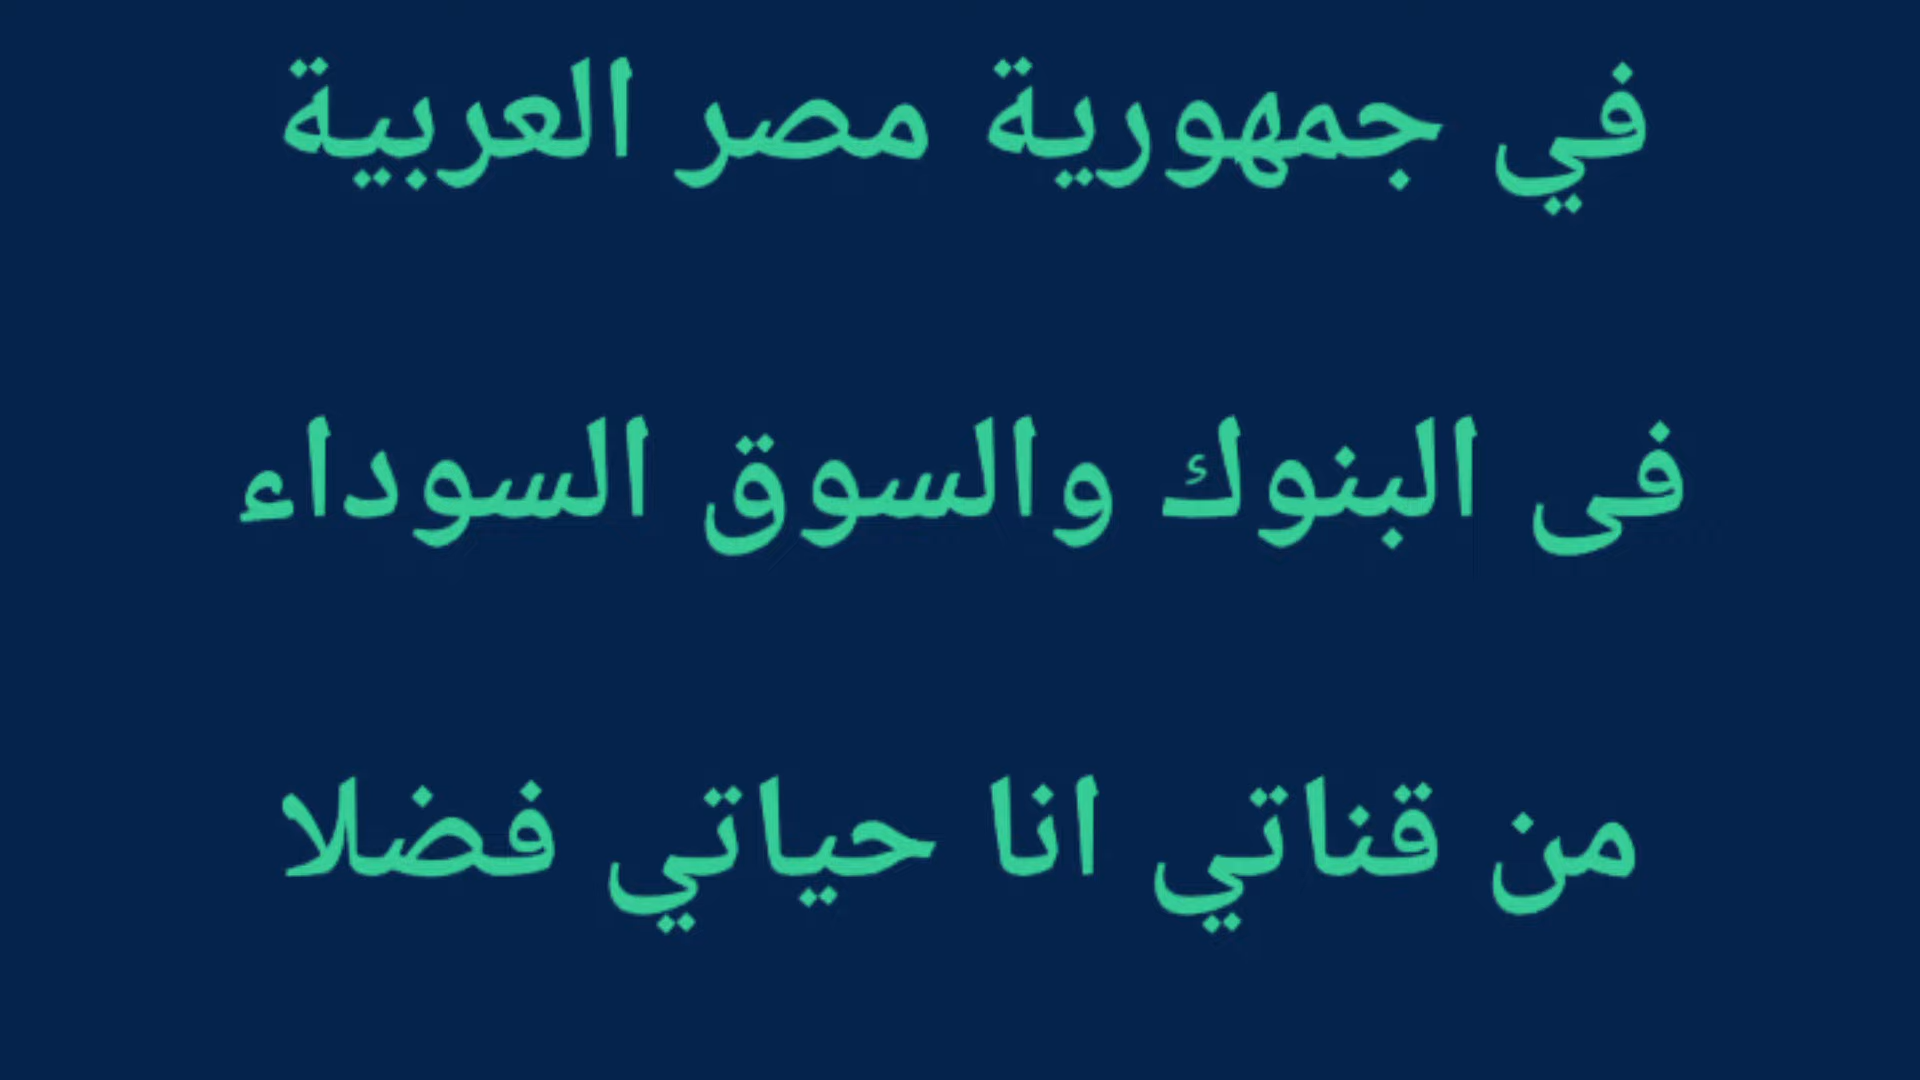 في جمهورية مصر العربية
فى البنوك والسوق السوداء
من قناتي انا حياتي فضلا